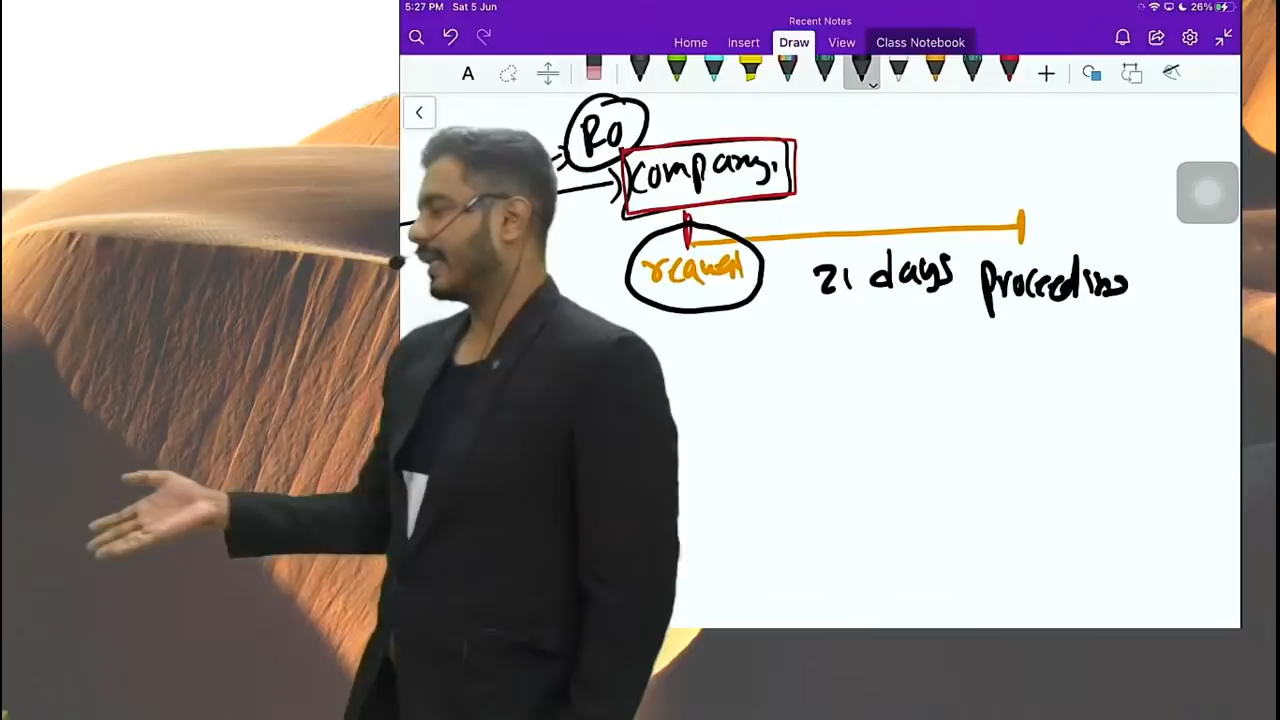 5:27 PM Sat 5 Jun
26%
Recent Notes
Home Insert Draw View Class Notebook
A
RO
company.
request
21 days proceedings